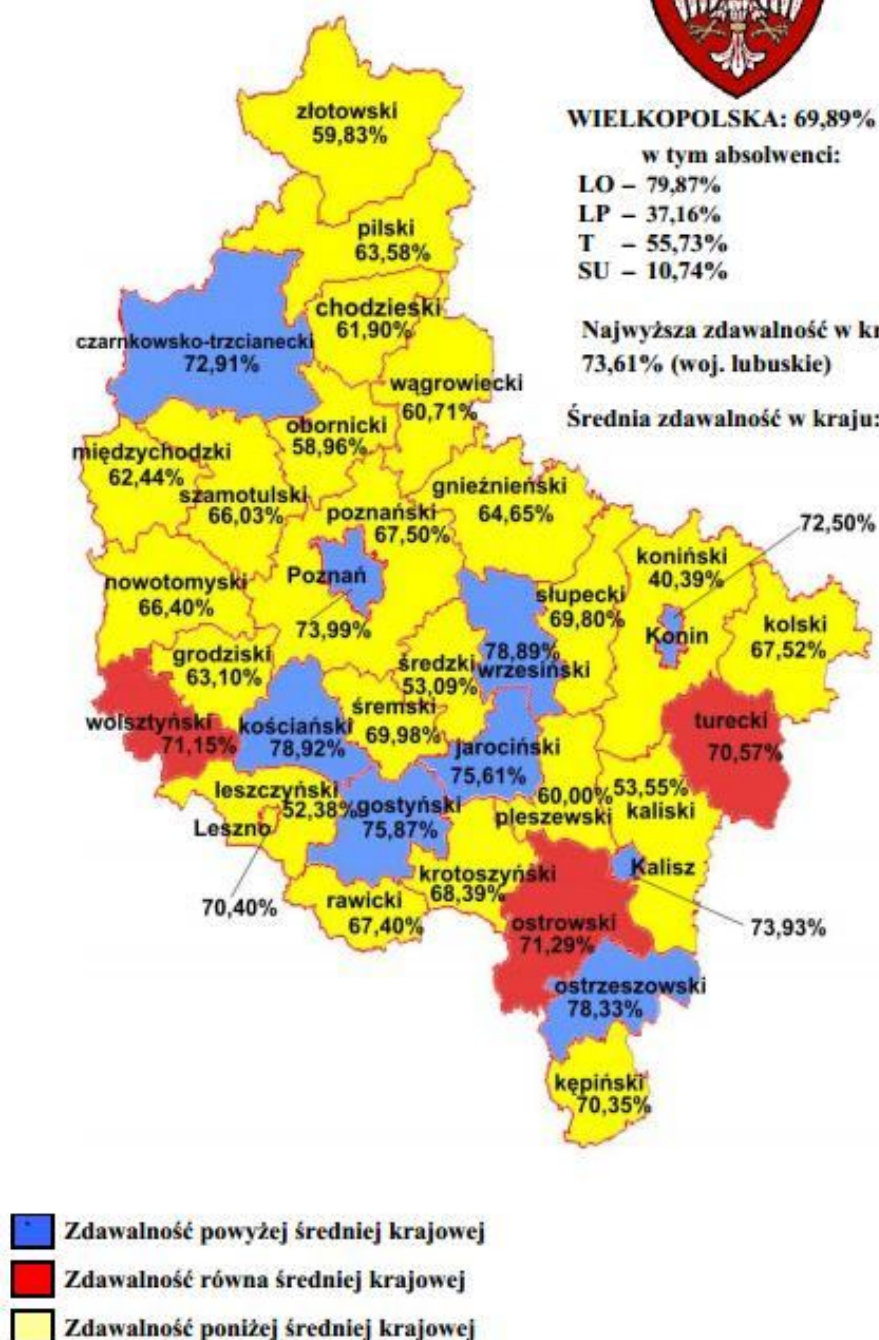 złotowski
59,83%
WIELKOPOLSKA: 69,89%
w tym absolwenci:
LO – 79,87%
LP – 37,16%
T – 55,73%
SU – 10,74%
Najwyższa zdawalność w
73,61% (woj. lubuskie)
Średnia zdawalność w kraju:
pilski
63,58%
chodzieski
61,90%
czarnkowsko-trzcianecki
72,91%
wągrowiecki
60,71%
obornicki
58,96%
międzychodzki
62,44%
szamotulski
66,03%
gnieźnieński
64,65%
poznański
67,50%
72,50%
koniński
40,39%
Poznań
73,99%
nowotomyski
66,40%
słupecki
69,80%
Konin
kolski
67,52%
grodziski
63,10%
średzki
53,09%
78,89%
wrzesiński
wolsztyński
71,15%
kościański
78,92%
śremski
69,98%
turecki
70,57%
jarociński
75,61%
leszczyński
52,38%
gostyński
75,87%
60,00%
pleszewski
53,55%
kaliski
Leszno
70,40%
krotoszyński
68,39%
Kalisz
73,93%
rawicki
67,40%
ostrowski
71,29%
ostrzeszowski
78,33%
kępiński
70,35%
Zdawalność powyżej średniej krajowej
Zdawalność równa średniej krajowej
Zdawalność poniżej średniej krajowej